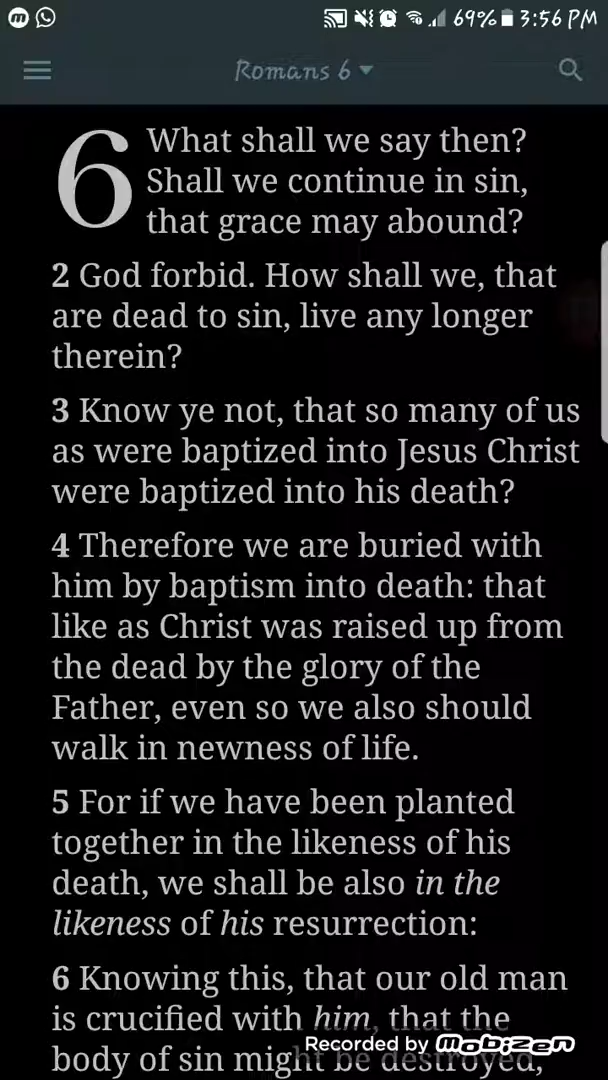 69% 3:56 PM
Romans 6
6 What shall we say then?
Shall we continue in sin,
that grace may abound?
2 God forbid. How shall we, that
are dead to sin, live any longer
therein?
3 Know ye not, that so many of us
as were baptized into Jesus Christ
were baptized into his death?
4 Therefore we are buried with
him by baptism into death: that
like as Christ was raised up from
the dead by the glory of the
Father, even so we also should
walk in newness of life.
5 For if we have been planted
together in the likeness of his
death, we shall be also in the
likeness of his resurrection:
6 Knowing this, that our old man
is crucified with him, that the
Recorded by Mobizen
body of sin might be destroyed,